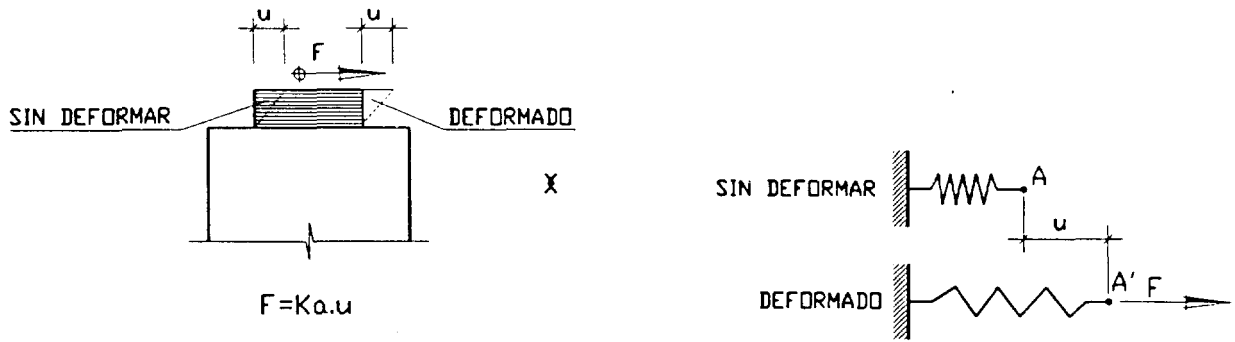 u u
F
SIN DEFORMAR DEFORMADO
F=Ka.u
SIN DEFORMAR A
u
DEFORMADO A' F